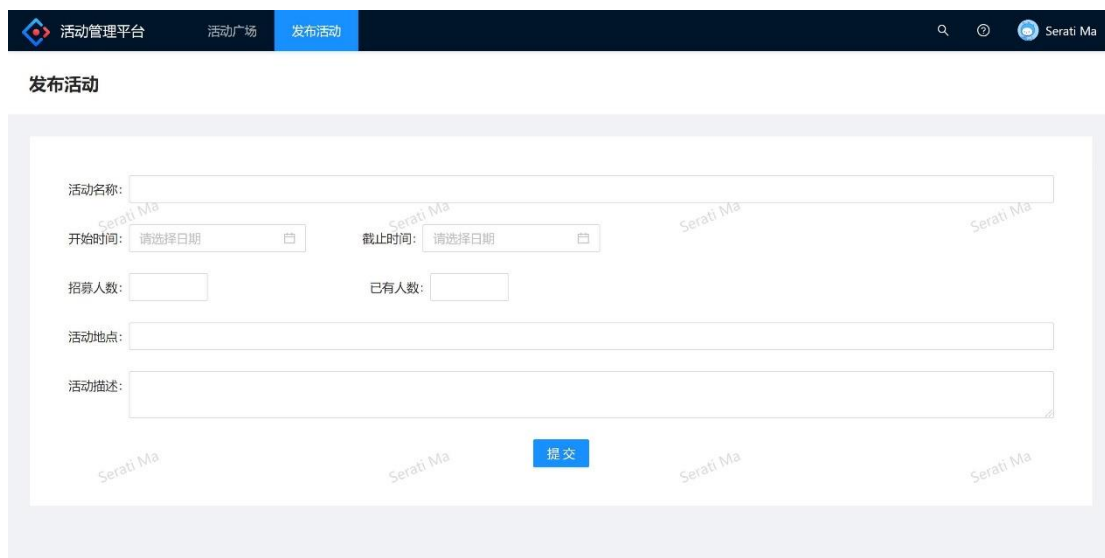 活动管理平台 活动广场 发布活动 Serati Ma
发布活动
活动名称:
Serati Ma Serati Ma Serati Ma Serati Ma
开始时间: 请选择日期 截止时间: 请选择日期
招募人数: 已有人数:
活动地点:
活动描述:
提交
Serati Ma Serati Ma Serati Ma Serati Ma